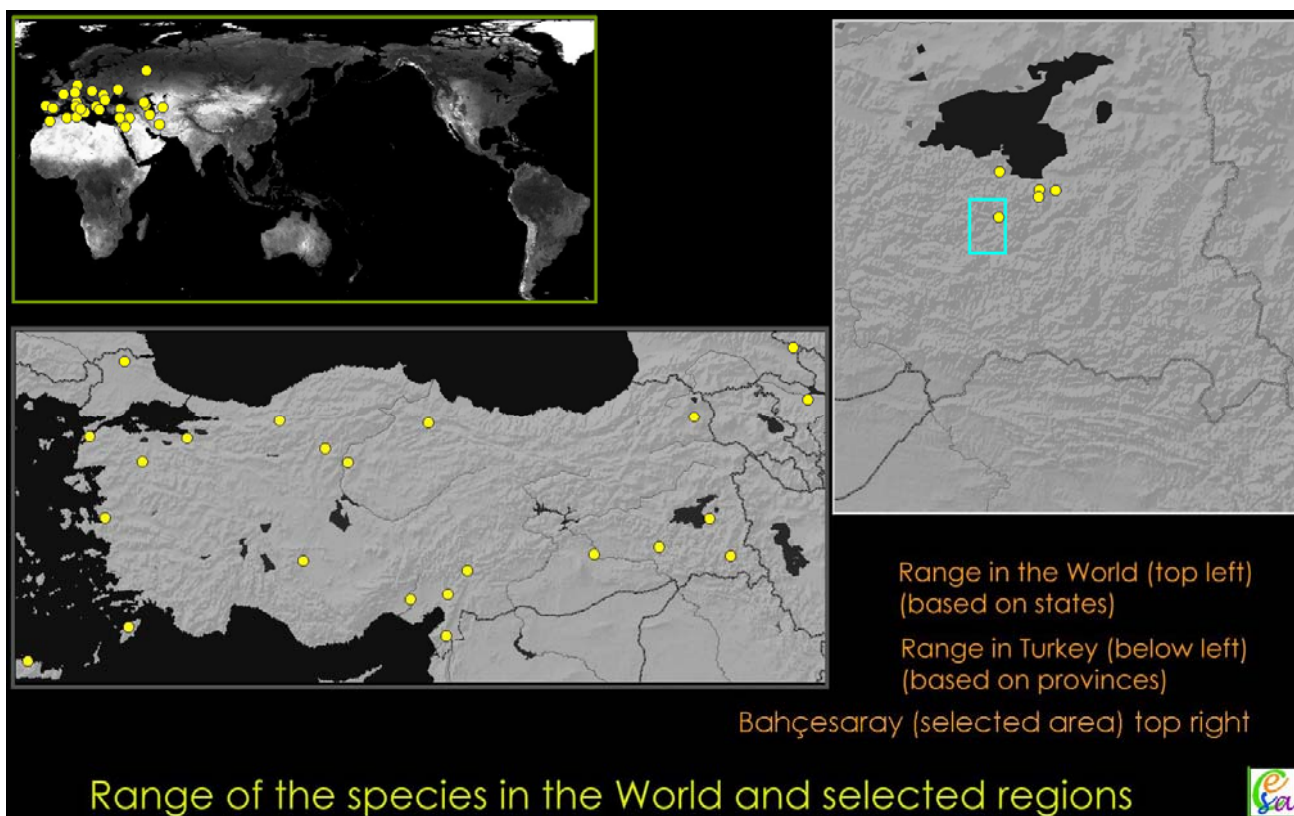 Range in the World (top left)
(based on states)
Range in Turkey (below left)
(based on provinces)
Bahçesaray (selected area) top right
Range of the species in the World and selected regions
Cesa